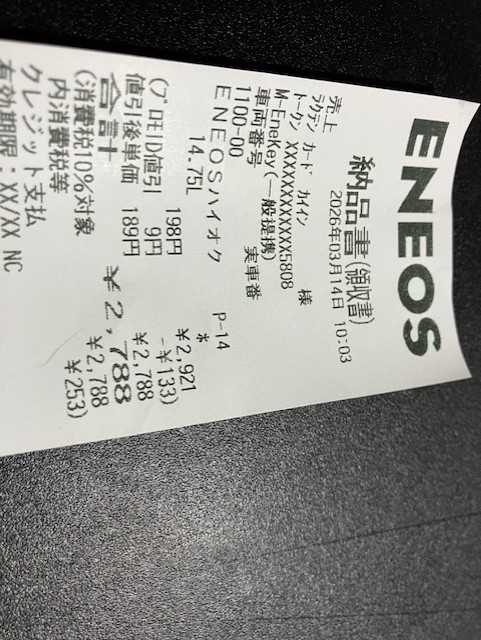 ENEOS
納品書(領収書)
2026年03月14日 10:03
売上
ラクテン カード カイイン 様
トークン XXXXXXXXXXXX5808
M-EneKey(一般提携)
車両番号 実車番
1100-00
ENEOSハイオク P-14
14.75L *
198円 ¥2,921
(プロモID値引 9円 -¥133)
値引後単価 189円 ¥2,788
合計 ¥2,788
(消費税10%対象 ¥2,788
内消費税等 ¥253)
クレジット支払
有効期限:XX/XX NC